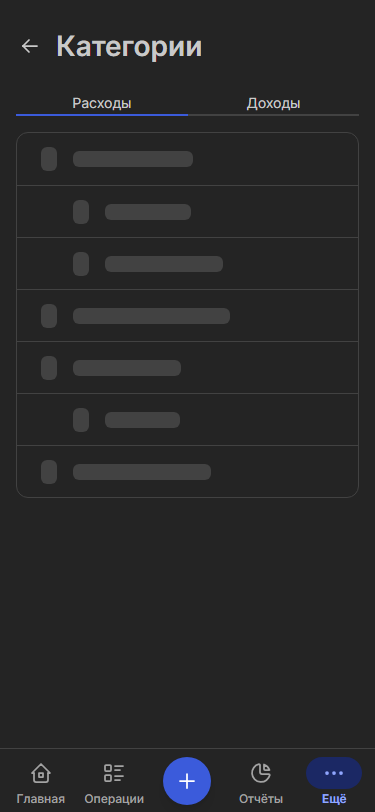 Категории
Расходы
Доходы
Главная
Операции
Отчёты
Ещё